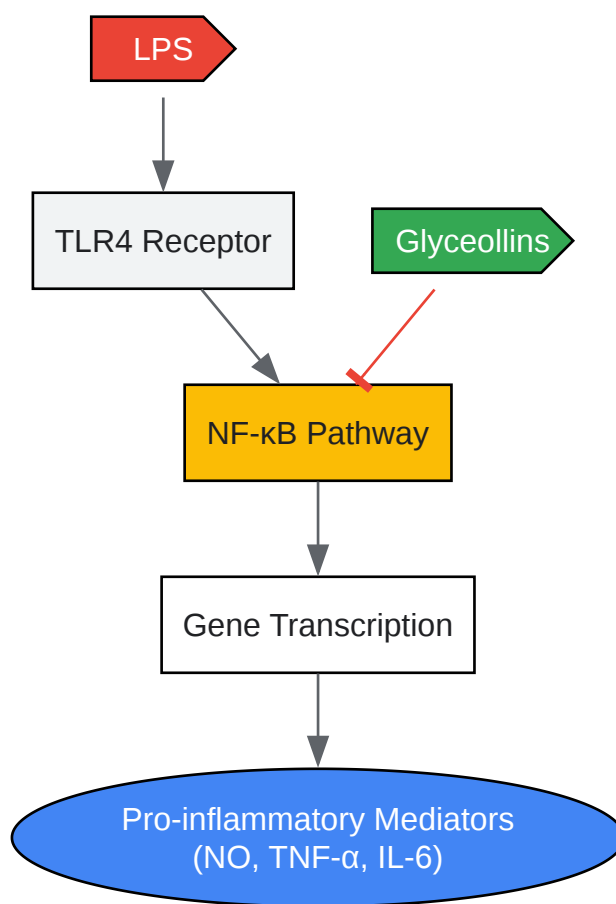 LPS
TLR4 Receptor
Glyceollins
NF-κB Pathway
Gene Transcription
Pro-inflammatory Mediators
(NO, TNF-α, IL-6)